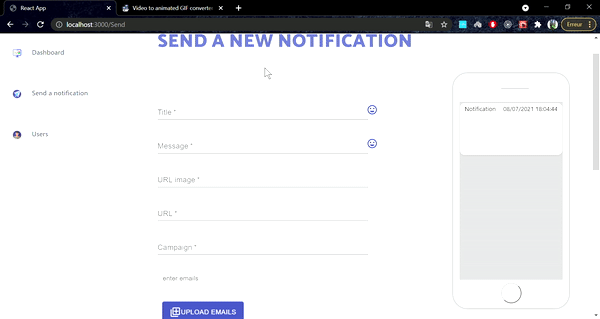 React App
Video to animated GIF converter
localhost:3000/Send
Erreur
SEND A NEW NOTIFICATION
Dashboard
Send a notification
Users
Title *
Message *
URL image *
URL *
Campaign *
enter emails
UPLOAD EMAILS
Notification 08/07/2021 18:04:44